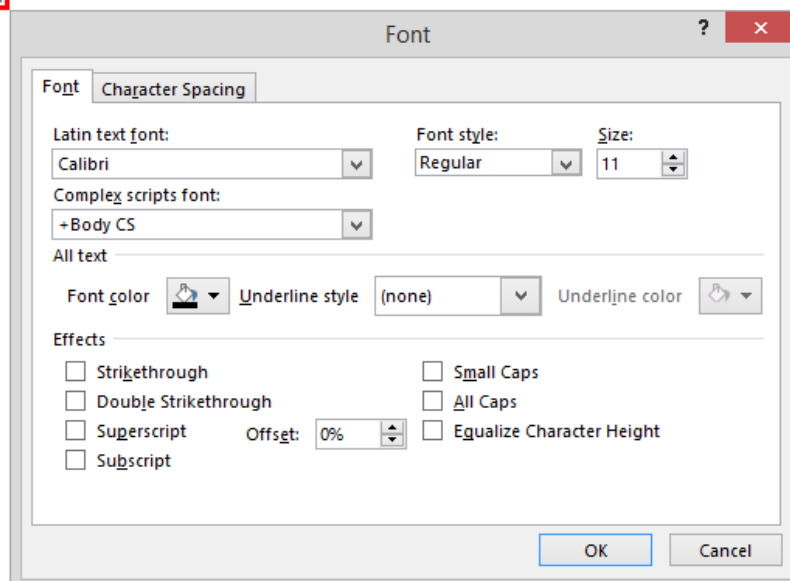 Font ?
Font Character Spacing
Latin text font: Font style: Size:
Calibri Regular 11
Complex scripts font:
+Body CS
All text
Font color Underline style (none) Underline color
Effects
Strikethrough Small Caps
Double Strikethrough All Caps
Superscript Offset: 0% Equalize Character Height
Subscript
OK Cancel